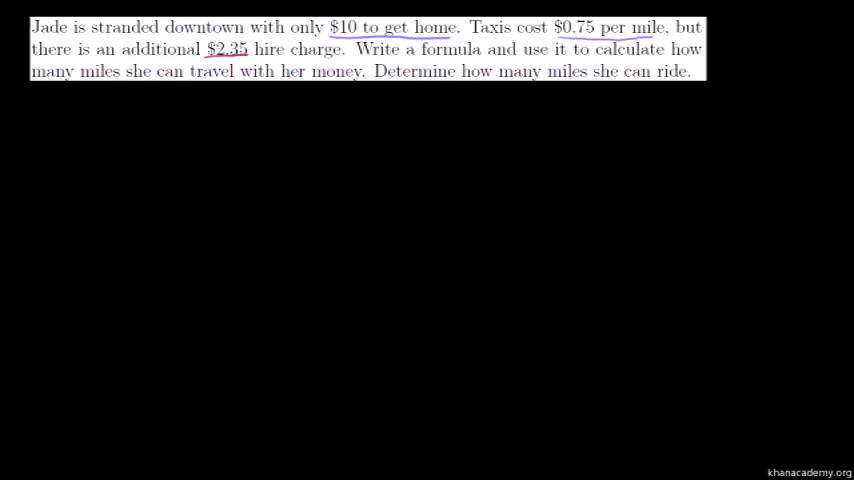 Jade is stranded downtown with only $10 to get home. Taxis cost $0.75 per mile, but
there is an additional $2.35 hire charge. Write a formula and use it to calculate how
many miles she can travel with her money. Determine how many miles she can ride.
khanacademy.org